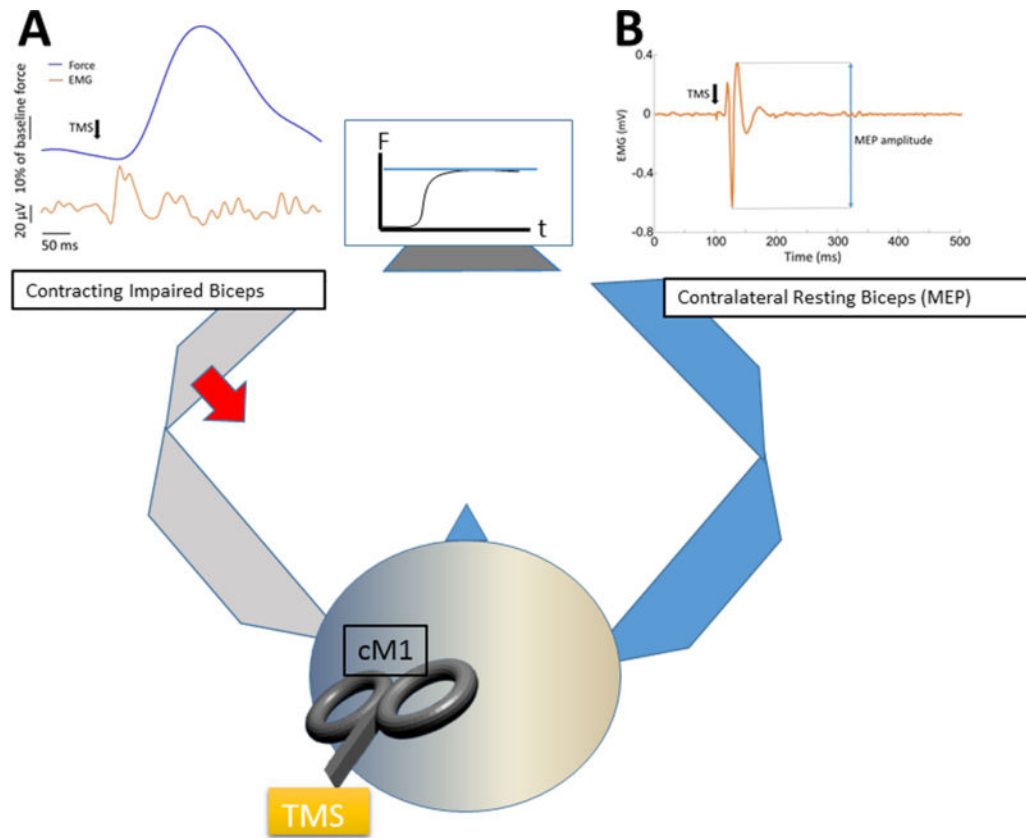 A
Force
EMG
TMS
10% of baseline force
20 µV
50 ms
F
t
B
TMS
MEP amplitude
EMG (mV)
0.4
0
-0.4
-0.8
0
100
200
300
400
500
Time (ms)
Contracting Impaired Biceps
Contralateral Resting Biceps (MEP)
cM1
TMS